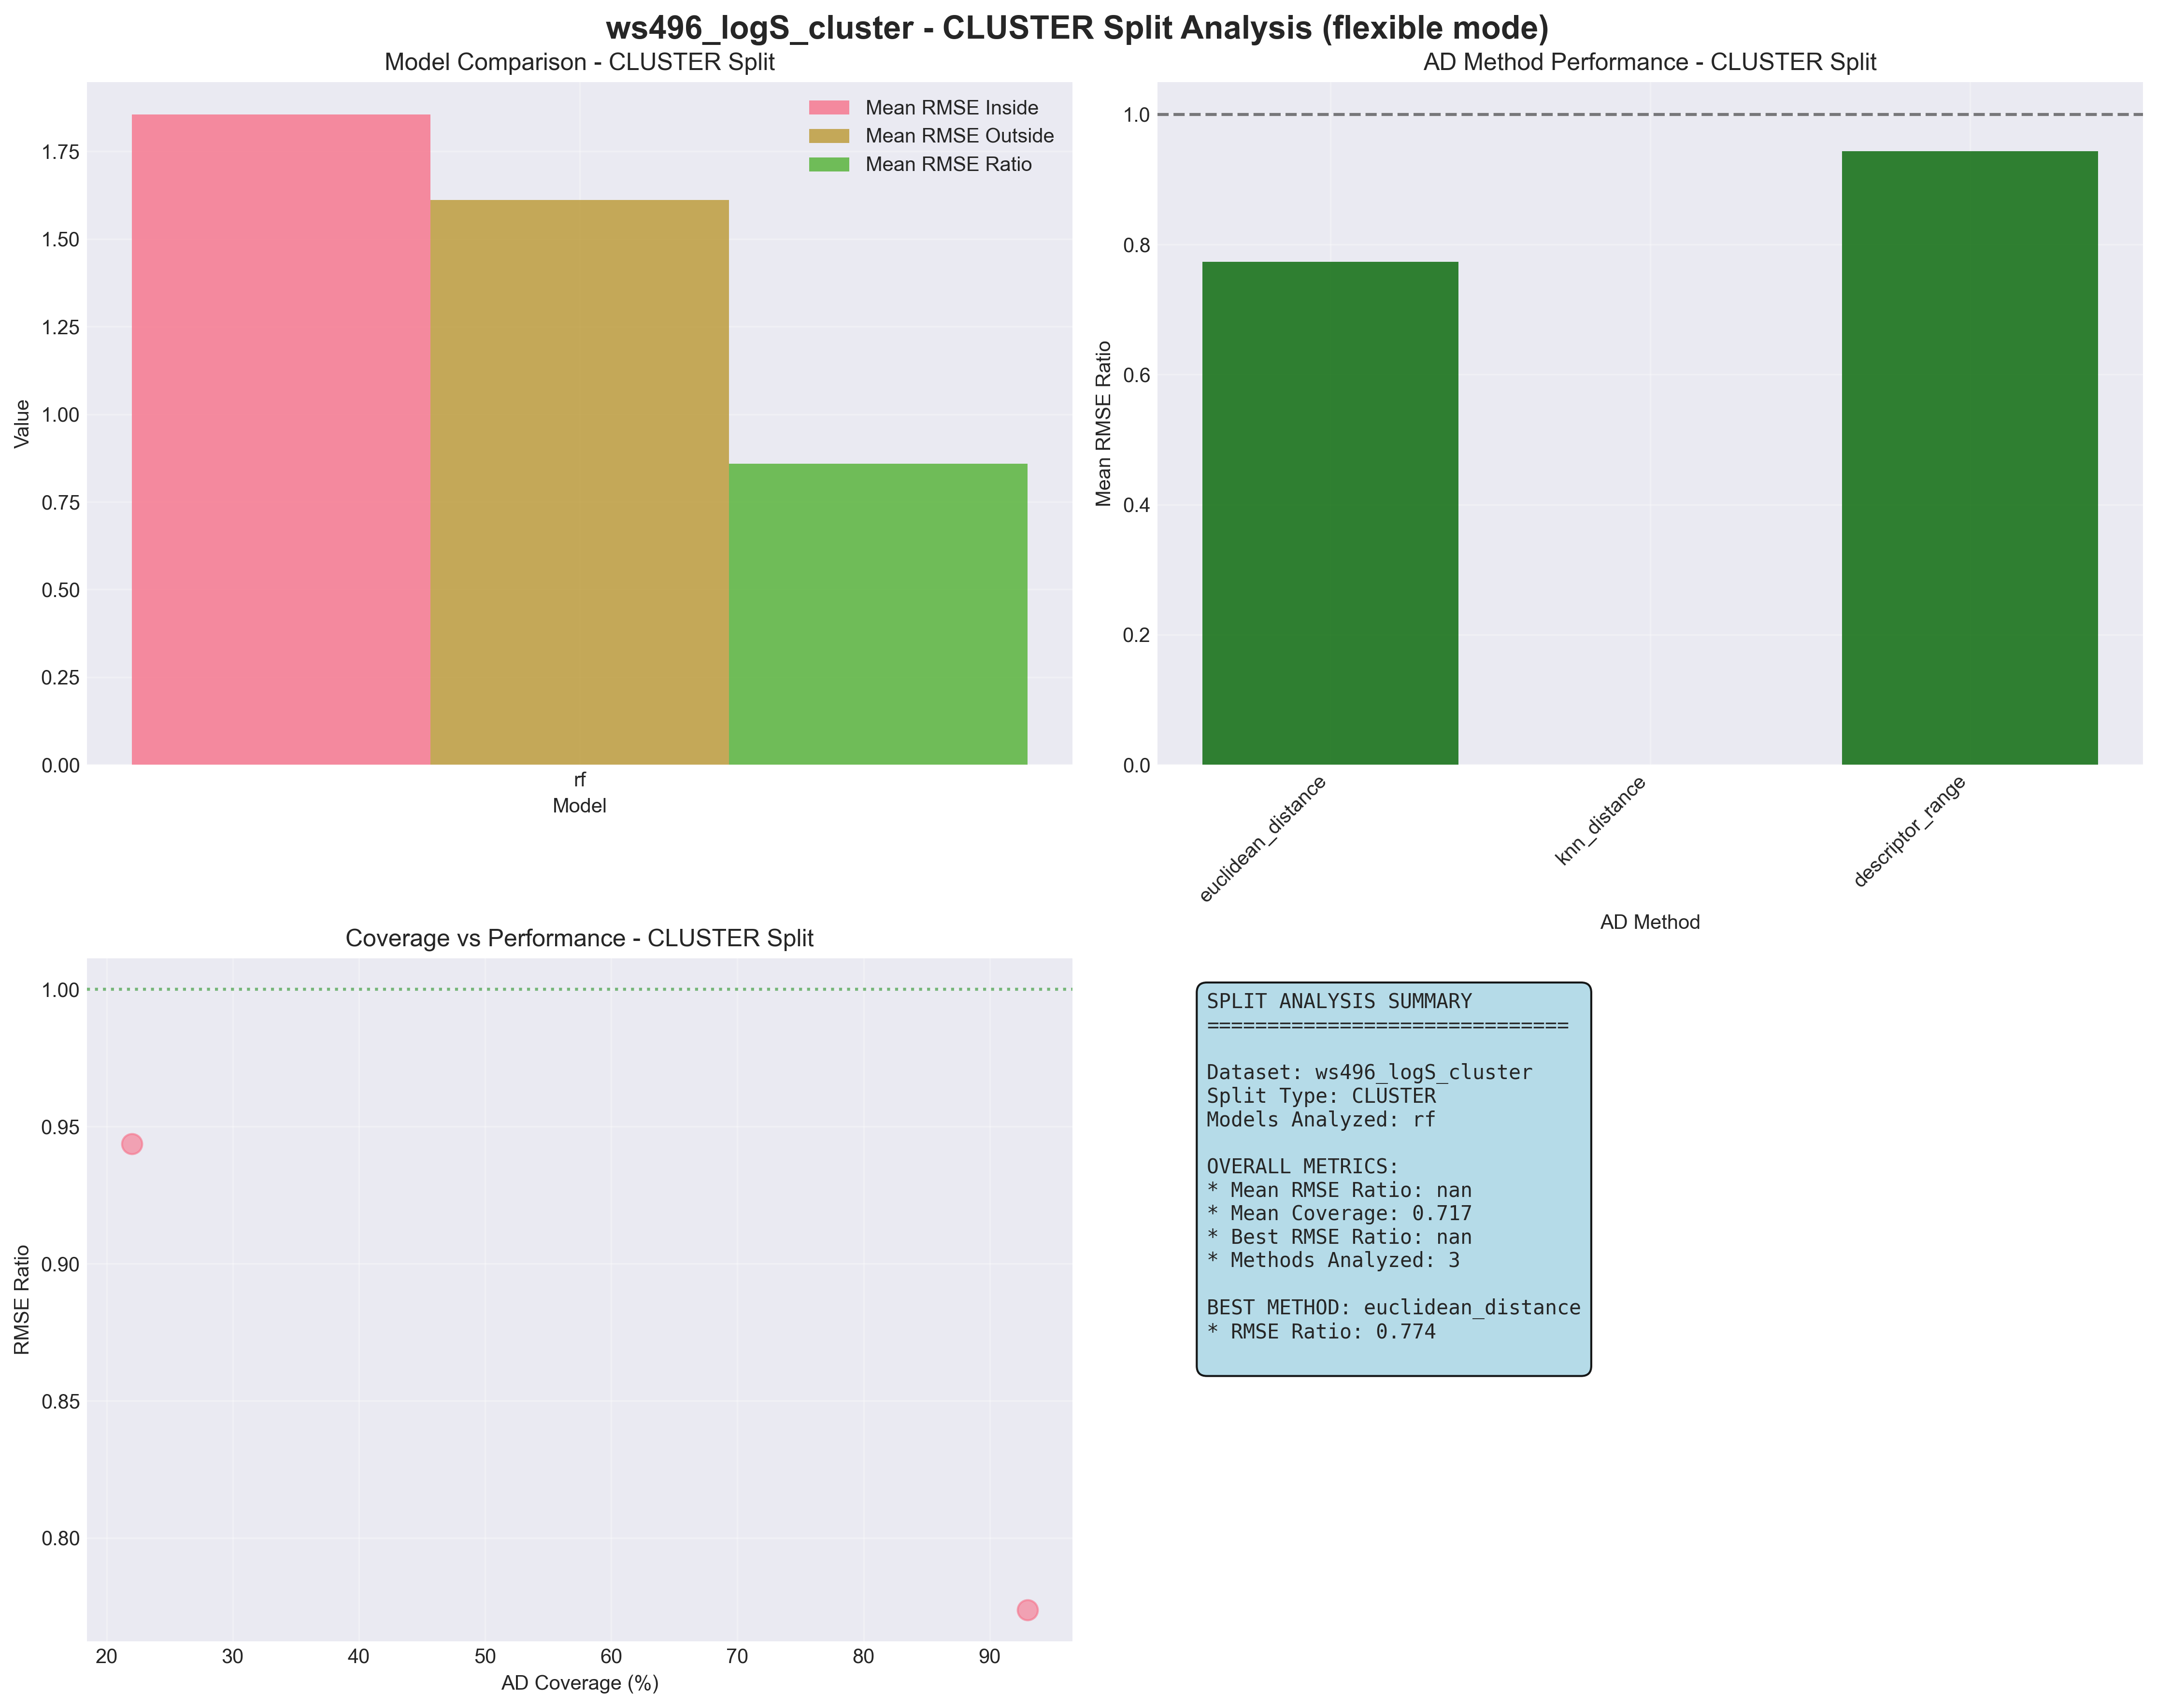 ws496_logS_cluster - CLUSTER Split Analysis (flexible mode)
Model Comparison - CLUSTER Split
Mean RMSE Inside
Mean RMSE Outside
Mean RMSE Ratio
1.75
1.50
1.25
1.00
0.75
0.50
0.25
0.00
Value
rf
Model
AD Method Performance - CLUSTER Split
1.0
0.8
0.6
0.4
0.2
0.0
Mean RMSE Ratio
euclidean_distance
knn_distance
descriptor_range
AD Method
Coverage vs Performance - CLUSTER Split
1.00
0.95
0.90
0.85
0.80
RMSE Ratio
20 30 40 50 60 70 80 90
AD Coverage (%)
SPLIT ANALYSIS SUMMARY
==============================
Dataset: ws496_logS_cluster
Split Type: CLUSTER
Models Analyzed: rf
OVERALL METRICS:
* Mean RMSE Ratio: nan
* Mean Coverage: 0.717
* Best RMSE Ratio: nan
* Methods Analyzed: 3
BEST METHOD: euclidean_distance
* RMSE Ratio: 0.774